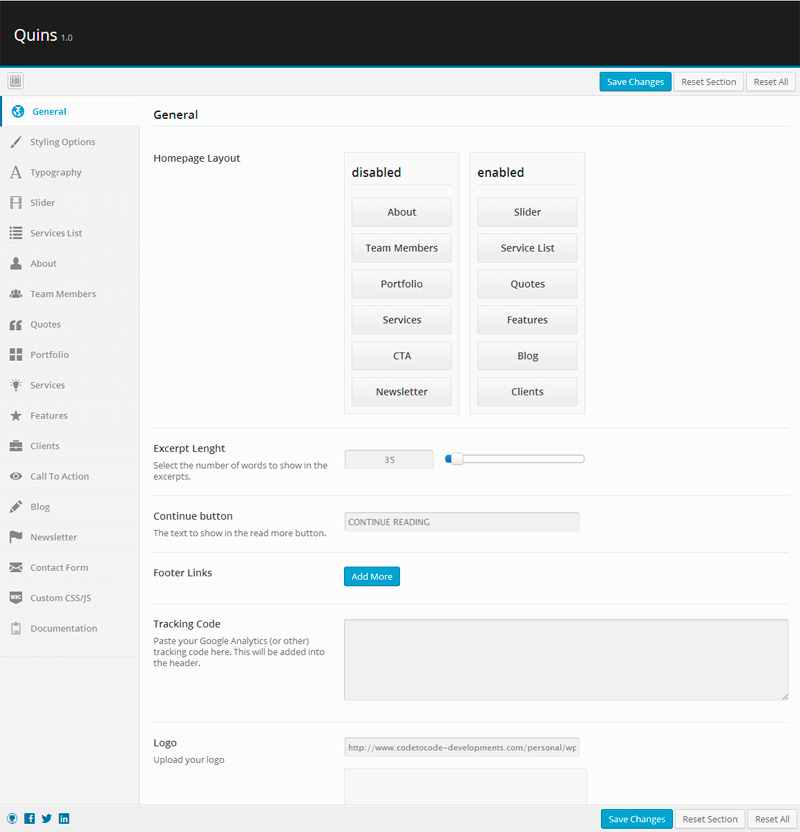 Quins 1.0
Save Changes Reset Section Reset All
General
Styling Options
Typography
Slider
Services List
About
Team Members
Quotes
Portfolio
Services
Features
Clients
Call To Action
Blog
Newsletter
Contact Form
Custom CSS/JS
Documentation
General
Homepage Layout
disabled
About
Team Members
Portfolio
Services
CTA
Newsletter
enabled
Slider
Service List
Quotes
Features
Blog
Clients
Excerpt Lenght
Select the number of words to show in the
excerpts.
35
Continue button
The text to show in the read more button.
CONTINUE READING
Footer Links
Add More
Tracking Code
Paste your Google Analytics (or other)
tracking code here. This will be added into
the header.
Logo
Upload your logo
http://www.codetocode-developments.com/personal/wp
Save Changes Reset Section Reset All